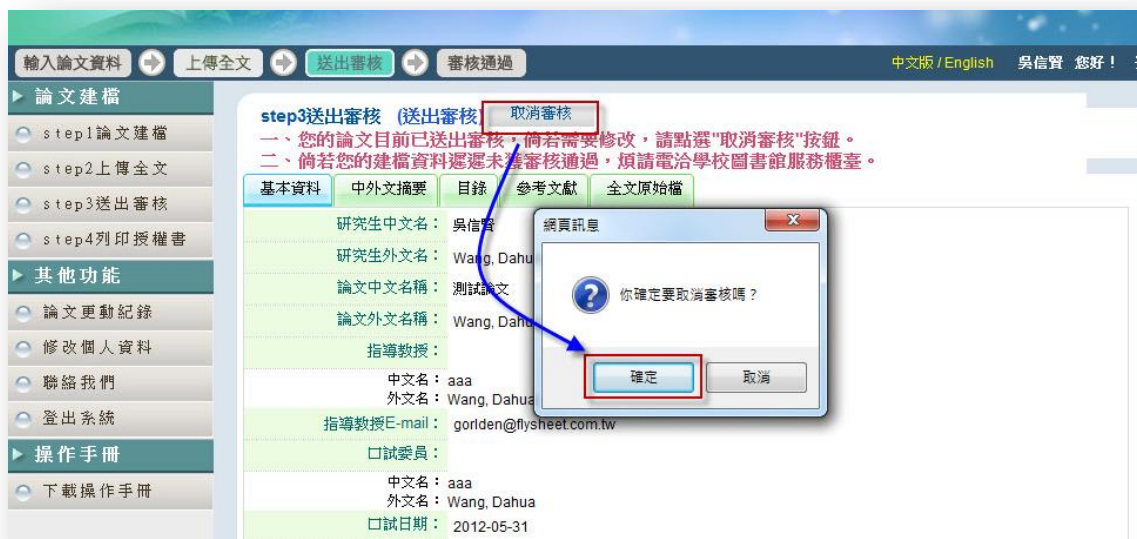 輸入論文資料 上傳全文 送出審核 審核通過 中文版 / English 吳信賢 您好！
論文建檔
step1論文建檔
step2上傳全文
step3送出審核
step4列印授權書
其他功能
論文更動紀錄
修改個人資料
聯絡我們
登出系統
操作手冊
下載操作手冊
step3送出審核 (送出審核) 取消審核
一、您的論文目前已送出審核，倘若需要修改，請點選"取消審核"按鈕。
二、倘若您的建檔資料遲遲未獲審核通過，煩請電洽學校圖書館服務櫃臺。
基本資料 中外文摘要 目錄 參考文獻 全文原始檔
研究生中文名： 吳信賢
研究生外文名： Wang, Dahu
論文中文名稱： 測試論文
論文外文名稱： Wang, Dahu
指導教授：
中文名： aaa
外文名： Wang, Dahua
指導教授E-mail： gorlden@flysheet.com.tw
口試委員：
中文名： aaa
外文名： Wang, Dahua
口試日期： 2012-05-31
網頁訊息
你確定要取消審核嗎？
確定 取消